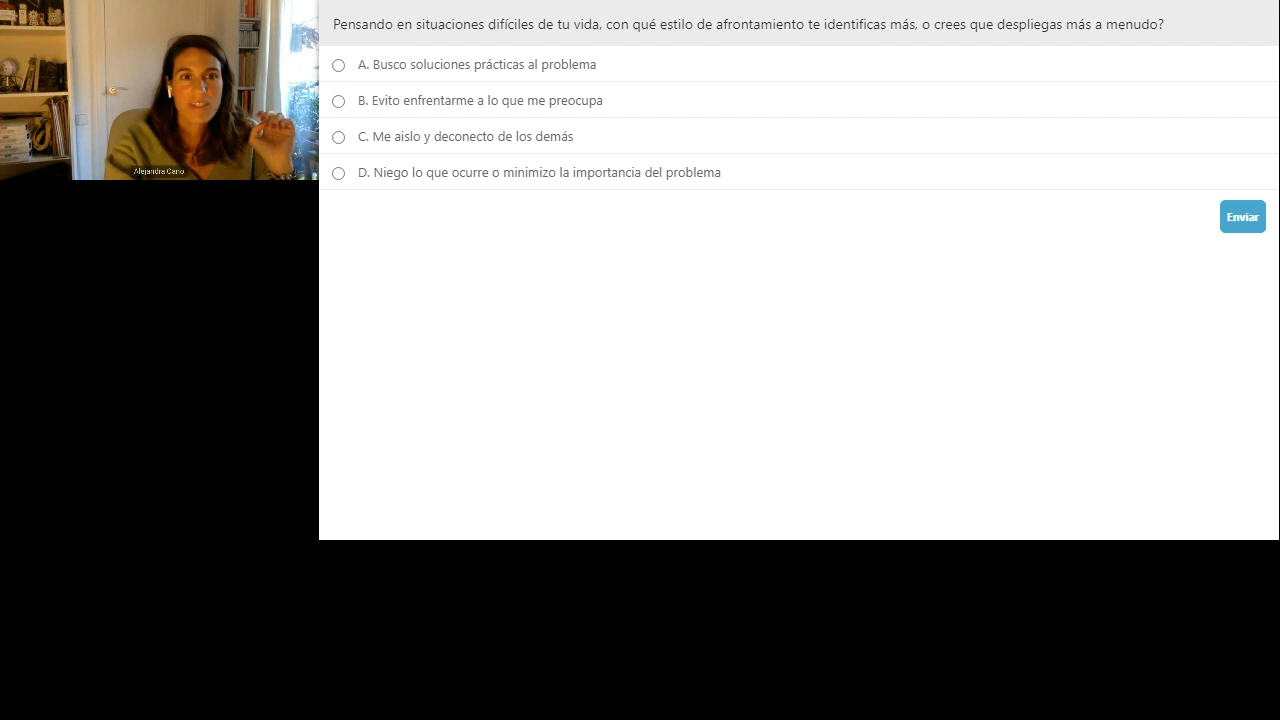 Pensando en situaciones difíciles de tu vida, con qué estilo de afrontamiento te identificas más, o crees que despliegas más a menudo?
A. Busco soluciones prácticas al problema
B. Evito enfrentarme a lo que me preocupa
C. Me aislo y deconecto de los demás
D. Niego lo que ocurre o minimizo la importancia del problema
Enviar
Alejandra Cano